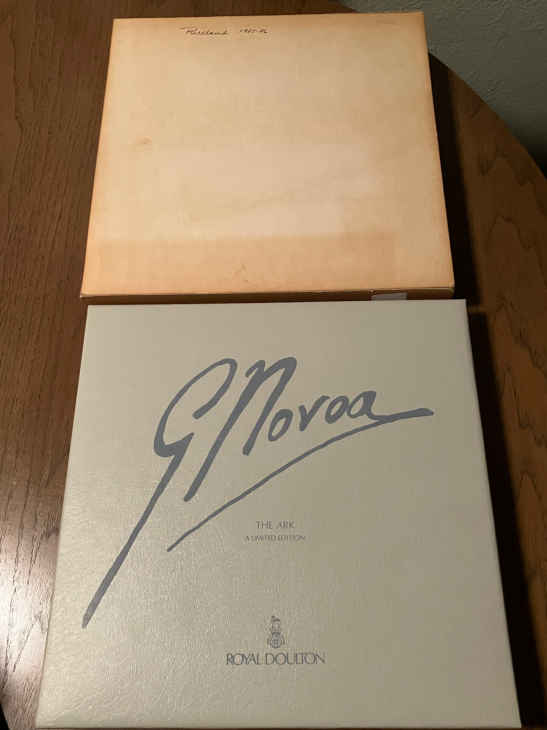 G Novoa
THE ARK
A LIMITED EDITION
ROYAL DOULTON